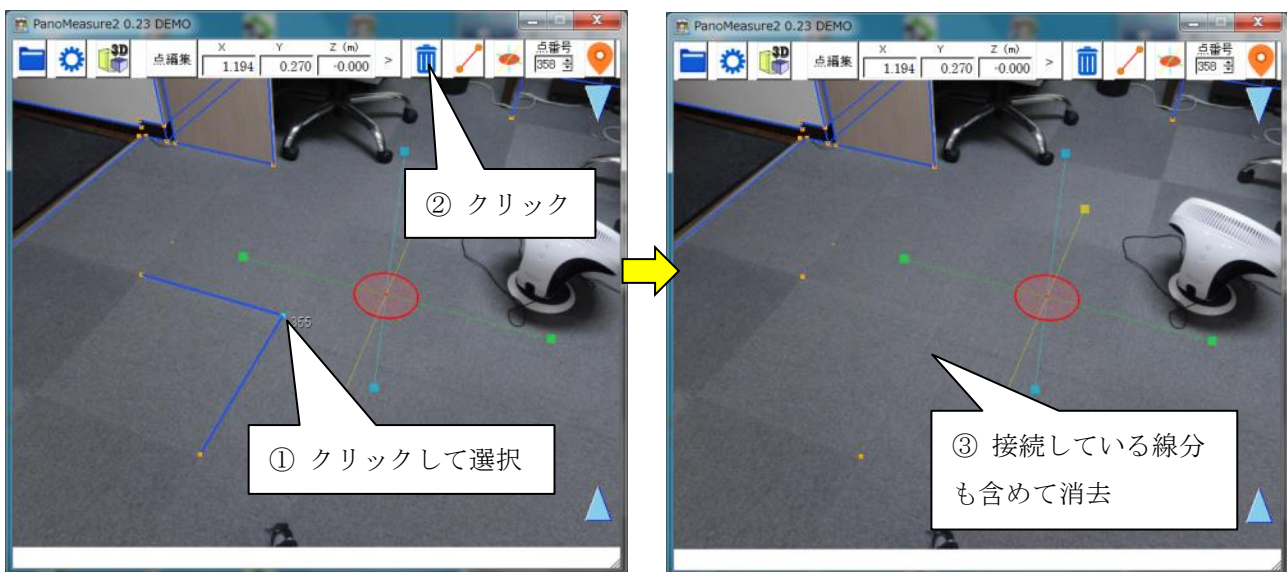 PanoMeasure2 0.23 DEMO
3D
点編集
X Y Z (m)
1.194 0.270 -0.000
>
点番号
358
② クリック
355
① クリックして選択
PanoMeasure2 0.23 DEMO
3D
点編集
X Y Z (m)
1.194 0.270 -0.000
>
点番号
358
③ 接続している線分
も含めて消去